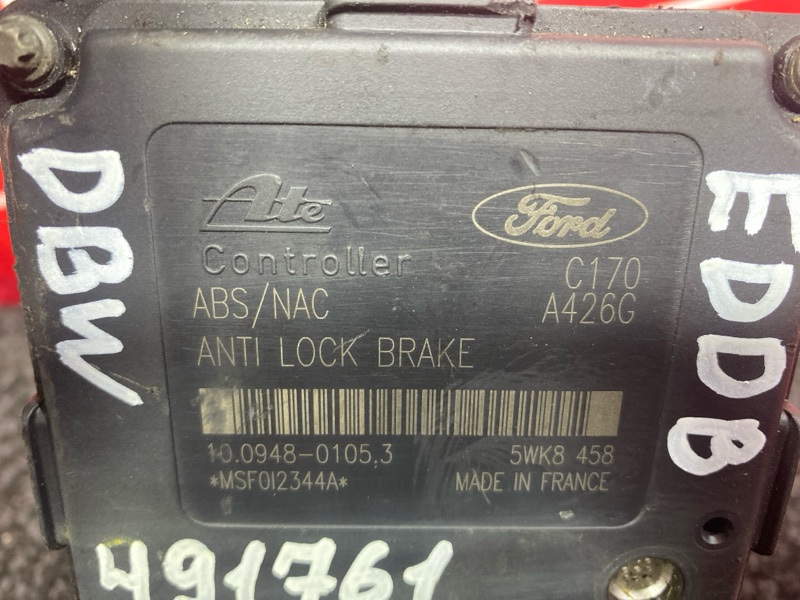 DBW
Ate
Controller
ABS/NAC
ANTI LOCK BRAKE
Ford
C170
A426G
10.0948-0105.3
5WK8 458
*MSF012344A*
MADE IN FRANCE
EDDB
491761